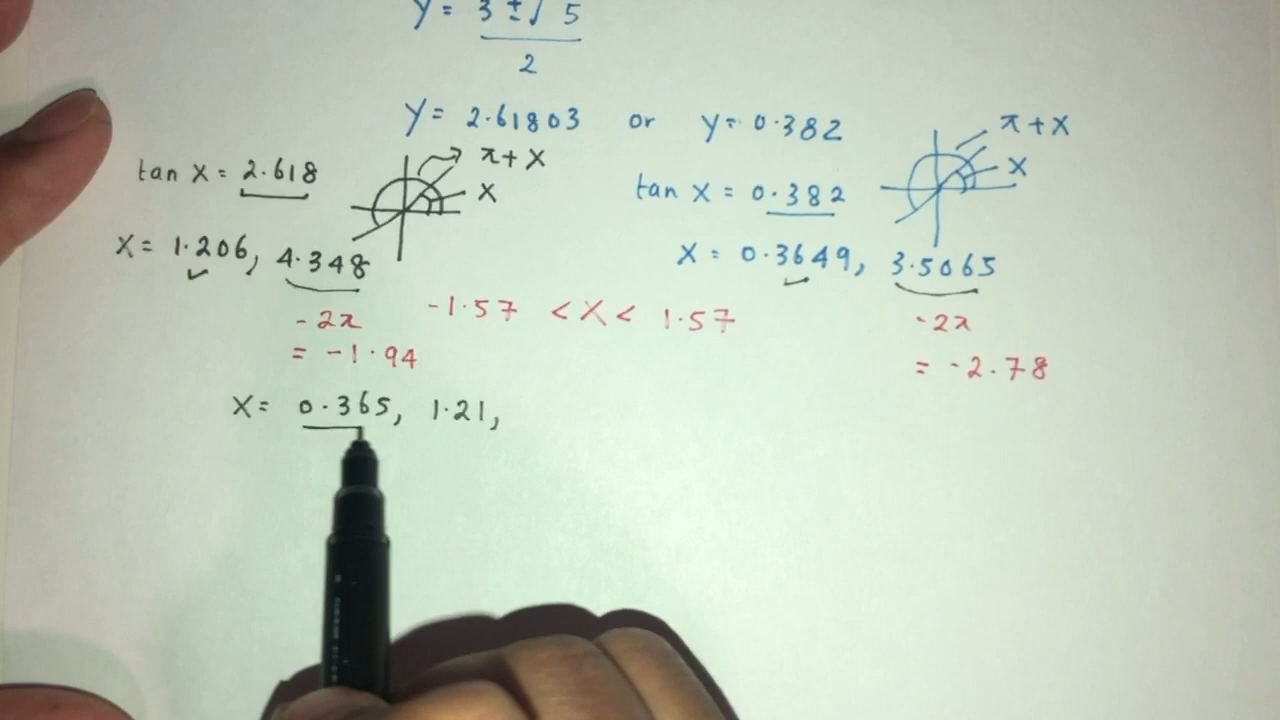 y = 3 ± √ 5
2
y = 2.61803 or y = 0.382
π + x
x
tan x = 2.618
π + x
x
tan x = 0.382
x = 1.206, 4.348
x = 0.3649, 3.5065
-1.57 < x < 1.57
- 2π
= -1.94
- 2π
= -2.78
x = 0.365, 1.21,